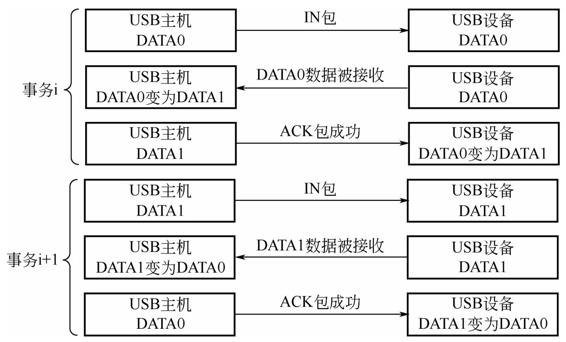 USB主机
DATA0
IN包
USB设备
DATA0
事务i
USB主机
DATA0变为DATA1
DATA0数据被接收
USB设备
DATA0
USB主机
DATA1
ACK包成功
USB设备
DATA0变为DATA1
USB主机
DATA1
IN包
USB设备
DATA1
事务i+1
USB主机
DATA1变为DATA0
DATA1数据被接收
USB设备
DATA1
USB主机
DATA0
ACK包成功
USB设备
DATA1变为DATA0